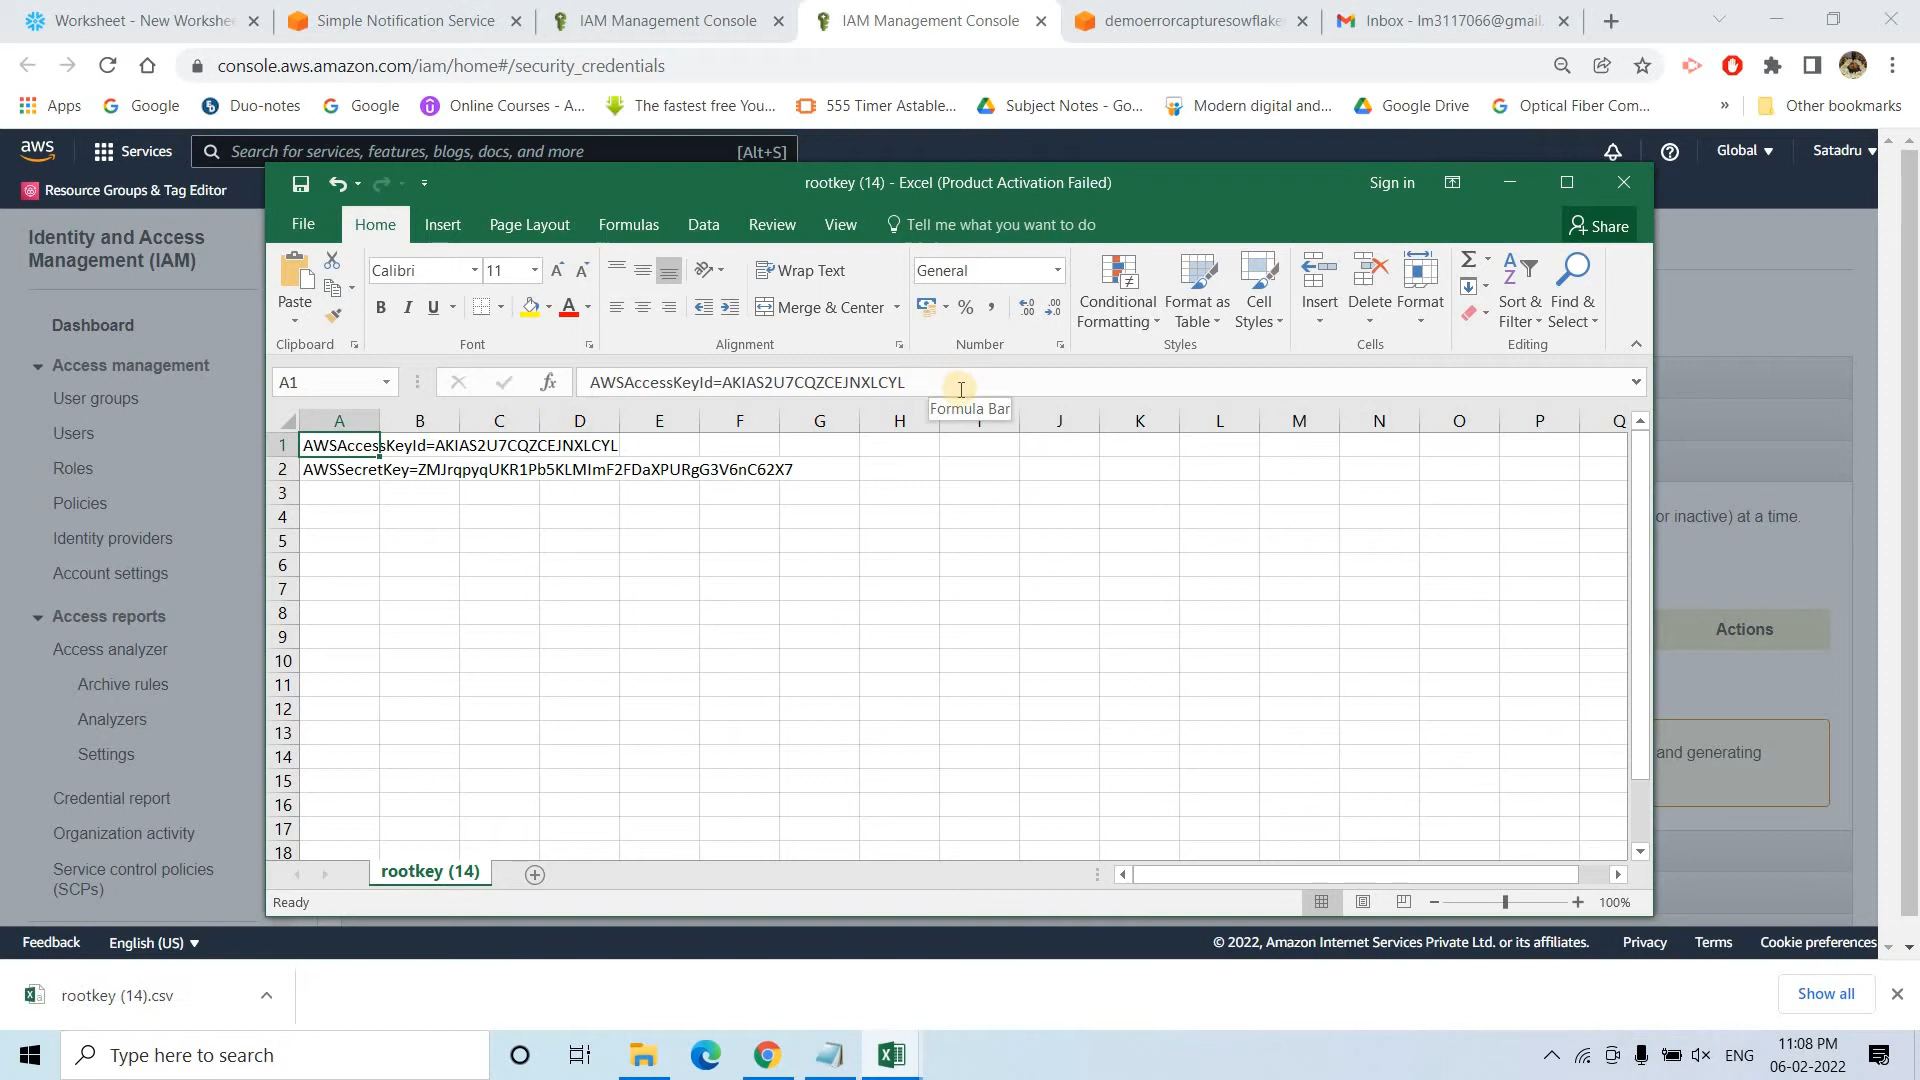 Worksheet - New Workshee
Simple Notification Service
IAM Management Console
IAM Management Console
demoerrorcapturesowflake
Inbox - lm3117066@gmail.
console.aws.amazon.com/iam/home#/security_credentials
Apps
Google
Duo-notes
Google
Online Courses - A...
The fastest free You...
555 Timer Astable...
Subject Notes - Go...
Modern digital and...
Google Drive
Optical Fiber Com...
»
Other bookmarks
aws
Services
Search for services, features, blogs, docs, and more
[Alt+S]
Global
Satadru
Resource Groups & Tag Editor
rootkey (14) - Excel (Product Activation Failed)
Sign in
File
Home
Insert
Page Layout
Formulas
Data
Review
View
Tell me what you want to do
Share
Paste
Clipboard
Calibri
11
B I U
Font
Wrap Text
Merge & Center
Alignment
General
Number
Conditional Formatting
Format as Table
Cell Styles
Styles
Insert
Delete
Format
Cells
Sort & Filter
Find & Select
Editing
A1
fx
AWSAccessKeyId=AKIAS2U7CQZCEJNXLCYL
Formula Bar
A B C D E F G H I J K L M N O P Q
1 AWSAccessKeyId=AKIAS2U7CQZCEJNXLCYL
2 AWSSecretKey=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
3
4
5
6
7
8
9
10
11
12
13
14
15
16
17
18
rootkey (14)
Ready
100%
Identity and Access
Management (IAM)
Dashboard
Access management
User groups
Users
Roles
Policies
Identity providers
Account settings
Access reports
Access analyzer
Archive rules
Analyzers
Settings
Credential report
Organization activity
Service control policies
(SCPs)
or inactive) at a time.
Actions
and generating
Feedback
English (US)
© 2022, Amazon Internet Services Private Ltd. or its affiliates.
Privacy
Terms
Cookie preferences
rootkey (14).csv
Show all
Type here to search
ENG
11:08 PM
06-02-2022